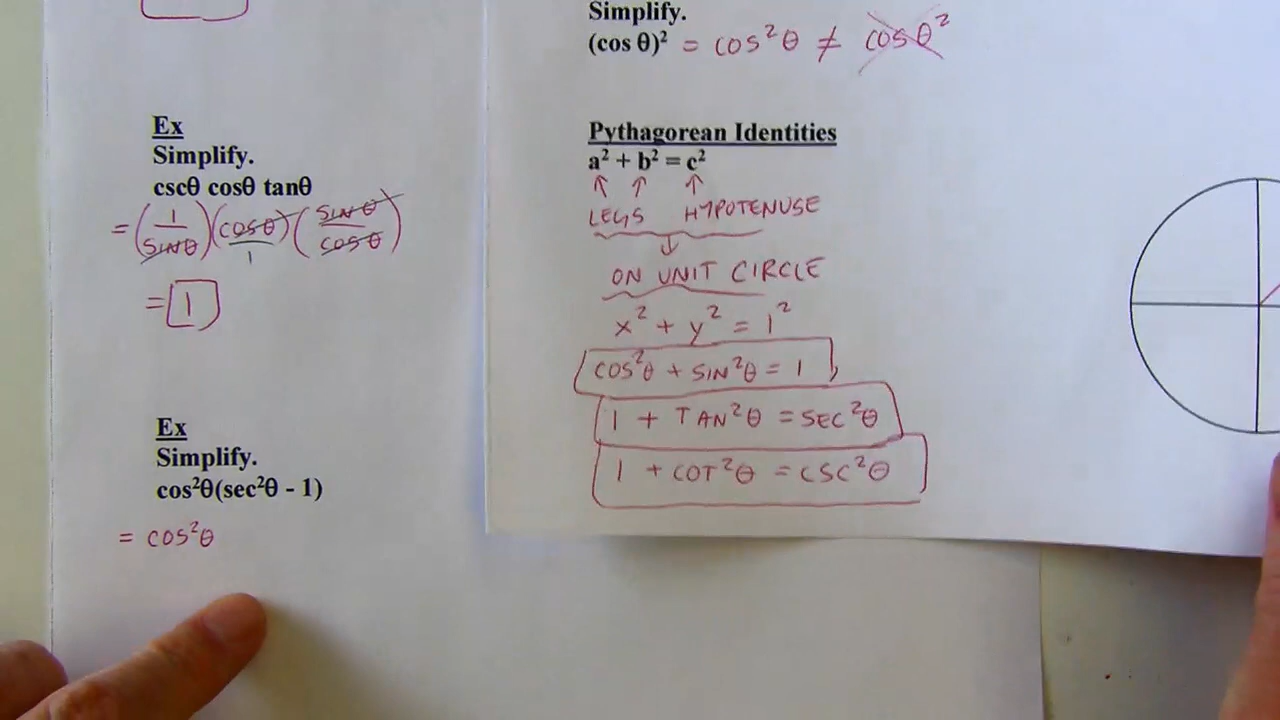 Ex
Simplify.
cscθ cosθ tanθ
= (1/SINθ)(COSθ/1)(SINθ/COSθ)
= 1
Ex
Simplify.
cos²θ(sec²θ - 1)
= COS²θ
Simplify.
(cos θ)² = COS²θ ≠ COSθ²
Pythagorean Identities
a² + b² = c²
LEGS HYPOTENUSE
ON UNIT CIRCLE
x² + y² = 1²
COS²θ + SIN²θ = 1
1 + TAN²θ = SEC²θ
1 + COT²θ = CSC²θ